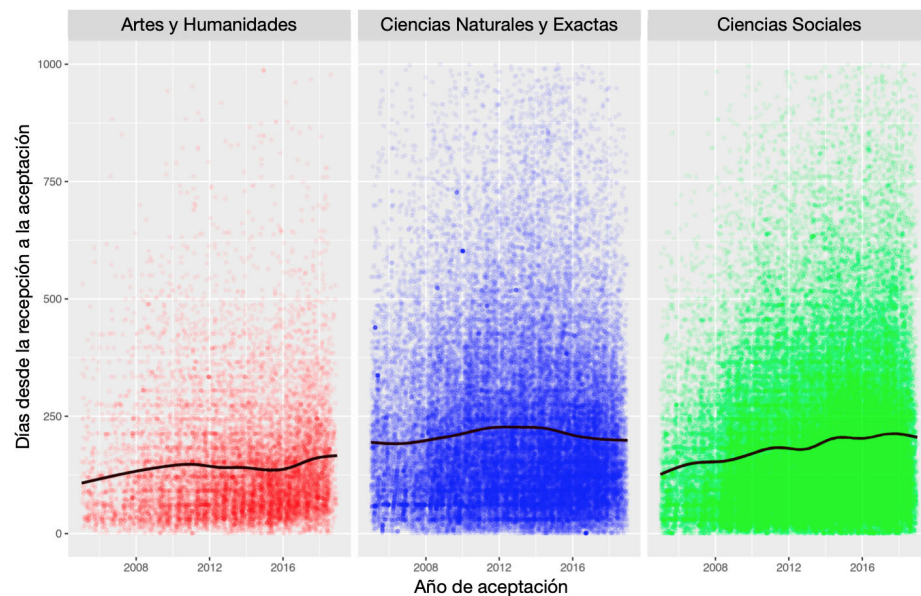 Artes y Humanidades
Ciencias Naturales y Exactas
Ciencias Sociales
Días desde la recepción a la aceptación
1000
750
500
250
0
2008
2012
2016
2008
2012
2016
2008
2012
2016
Año de aceptación